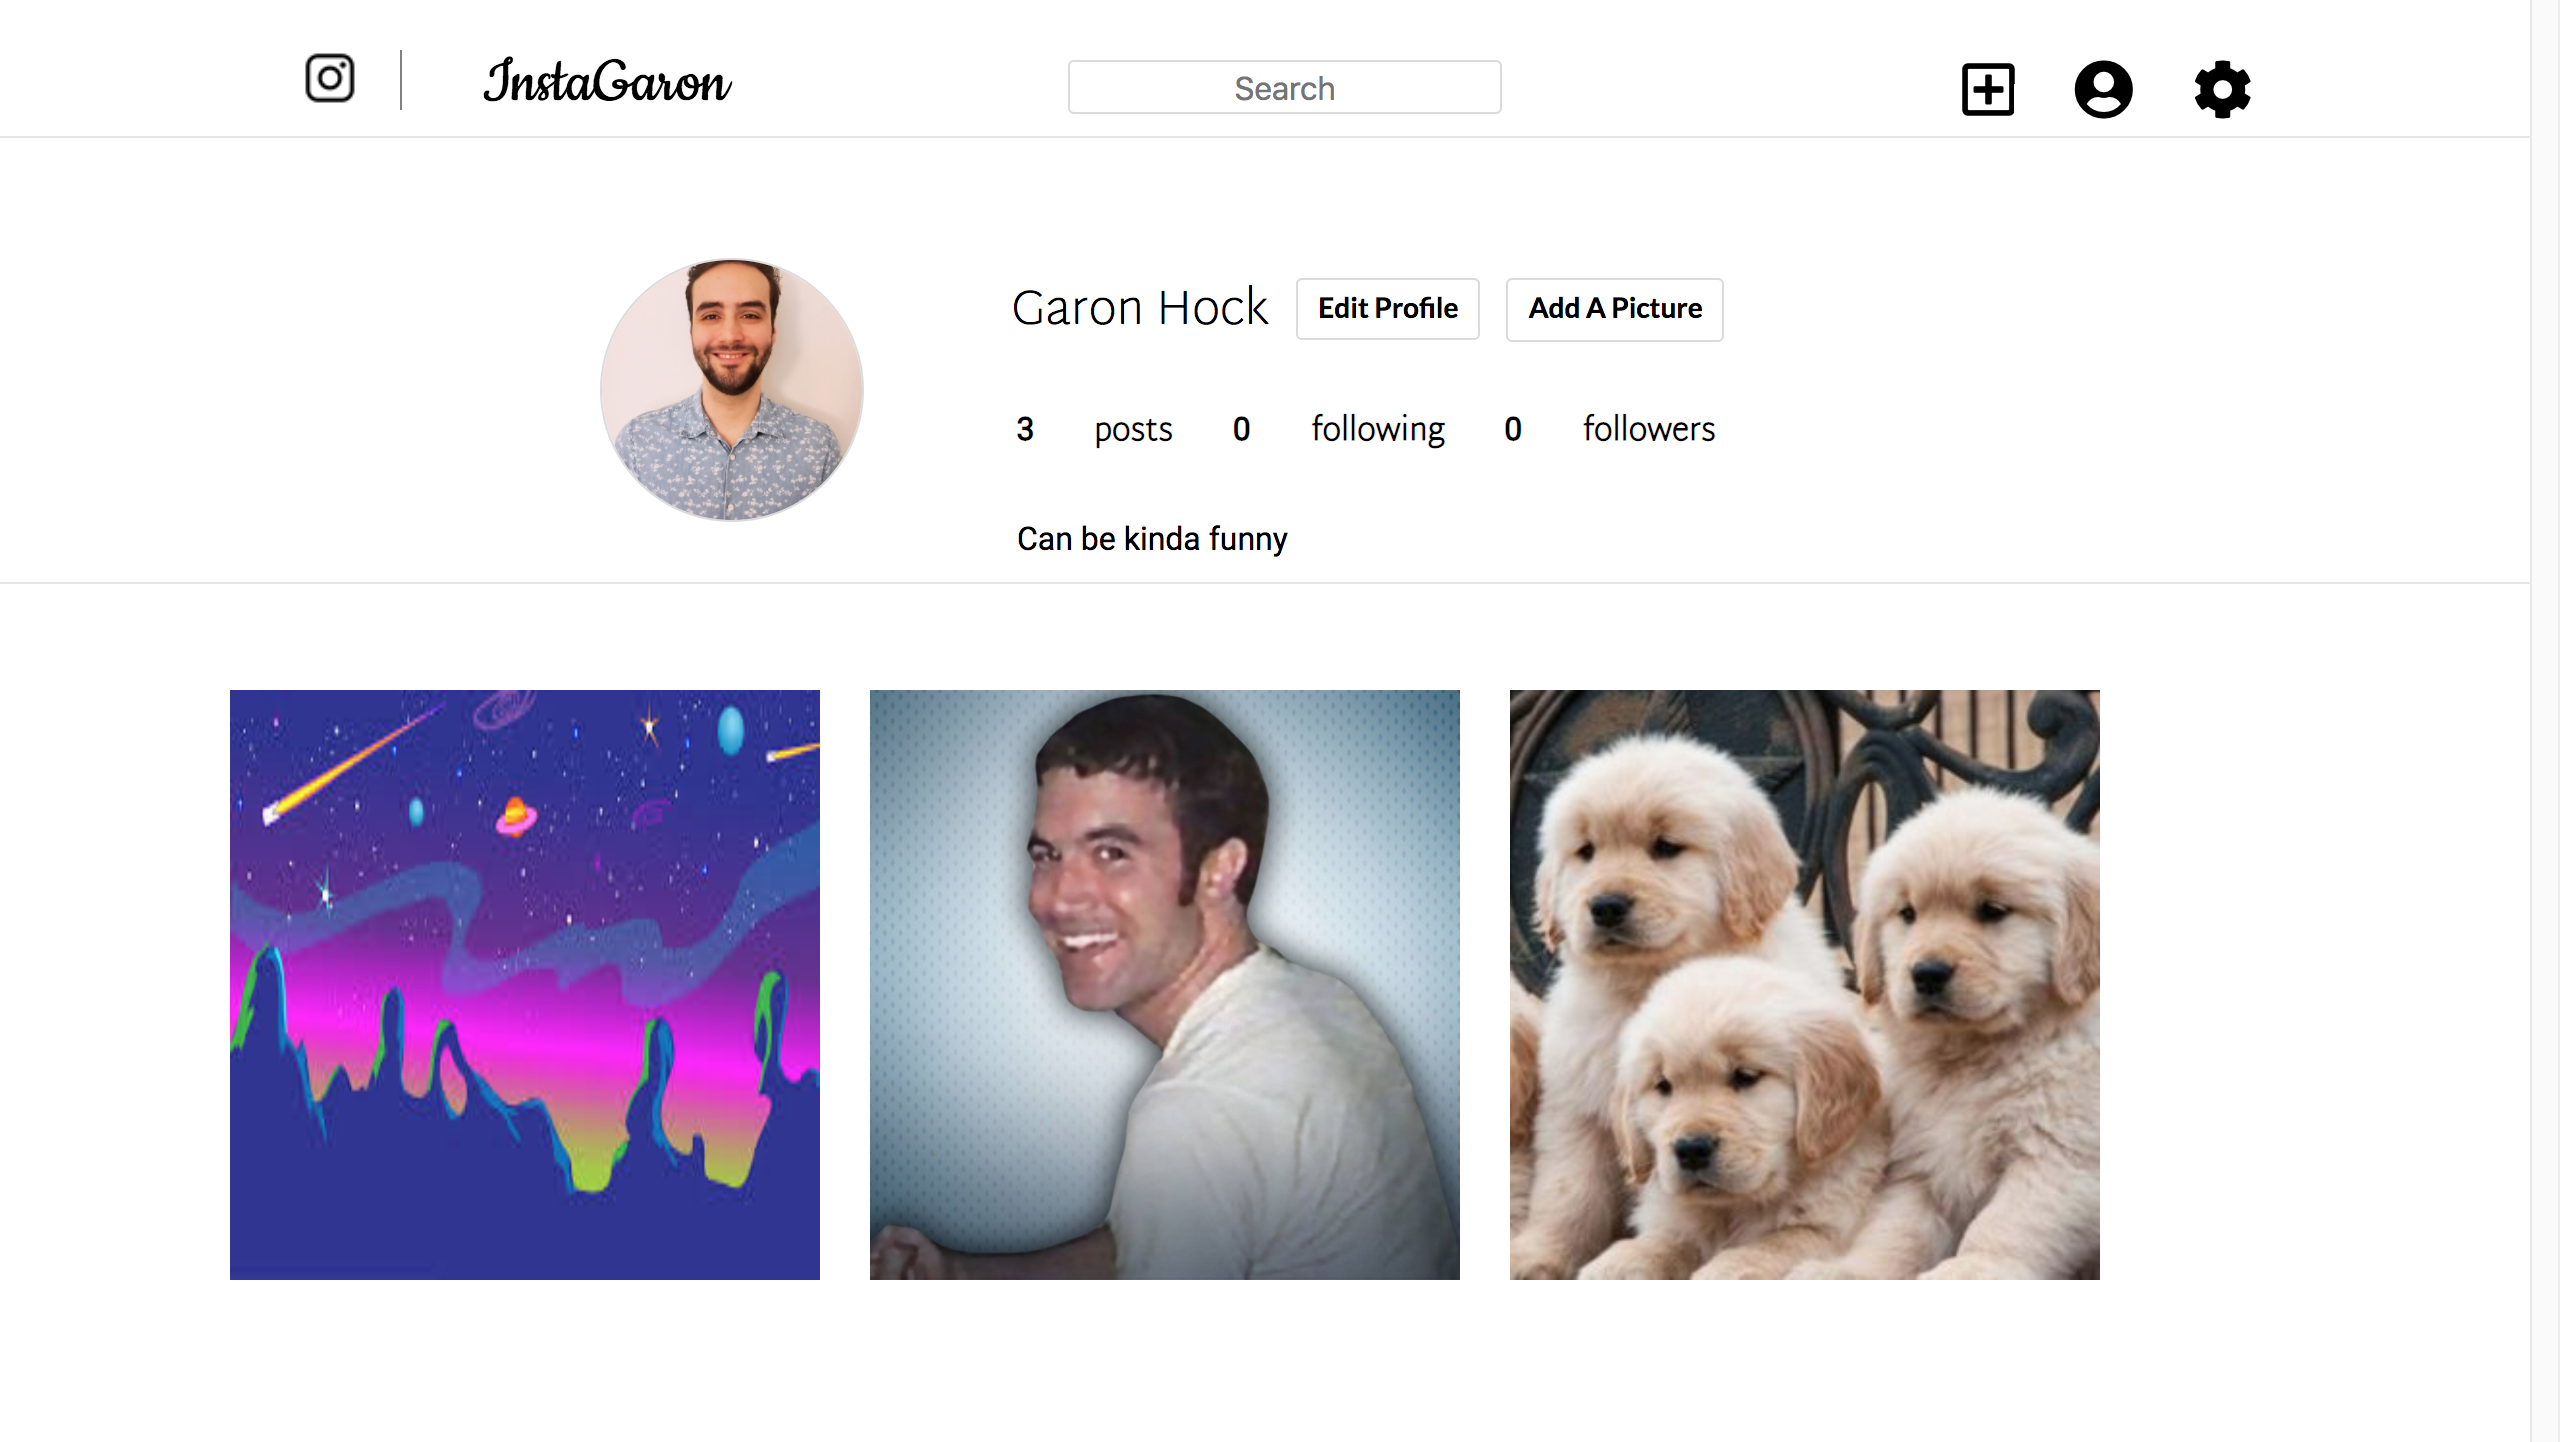 InstaGaron
Search
Garon Hock
Edit Profile
Add A Picture
3 posts 0 following 0 followers
Can be kinda funny